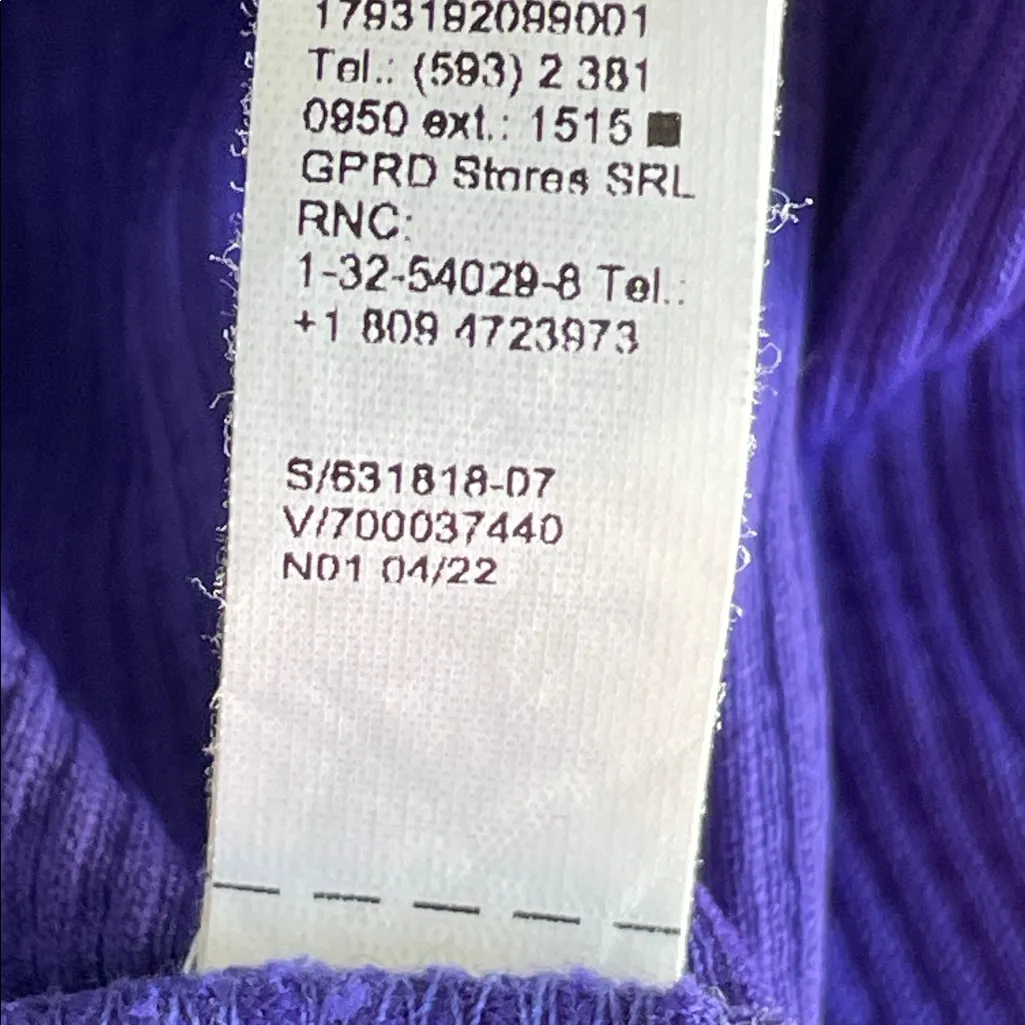 1793192099001
Tel.: (593) 2 381
0950 ext.: 1515 ■
GPRD Stores SRL
RNC:
1-32-54029-8 Tel.:
+1 809 4723973
S/631818-07
V/700037440
N01 04/22